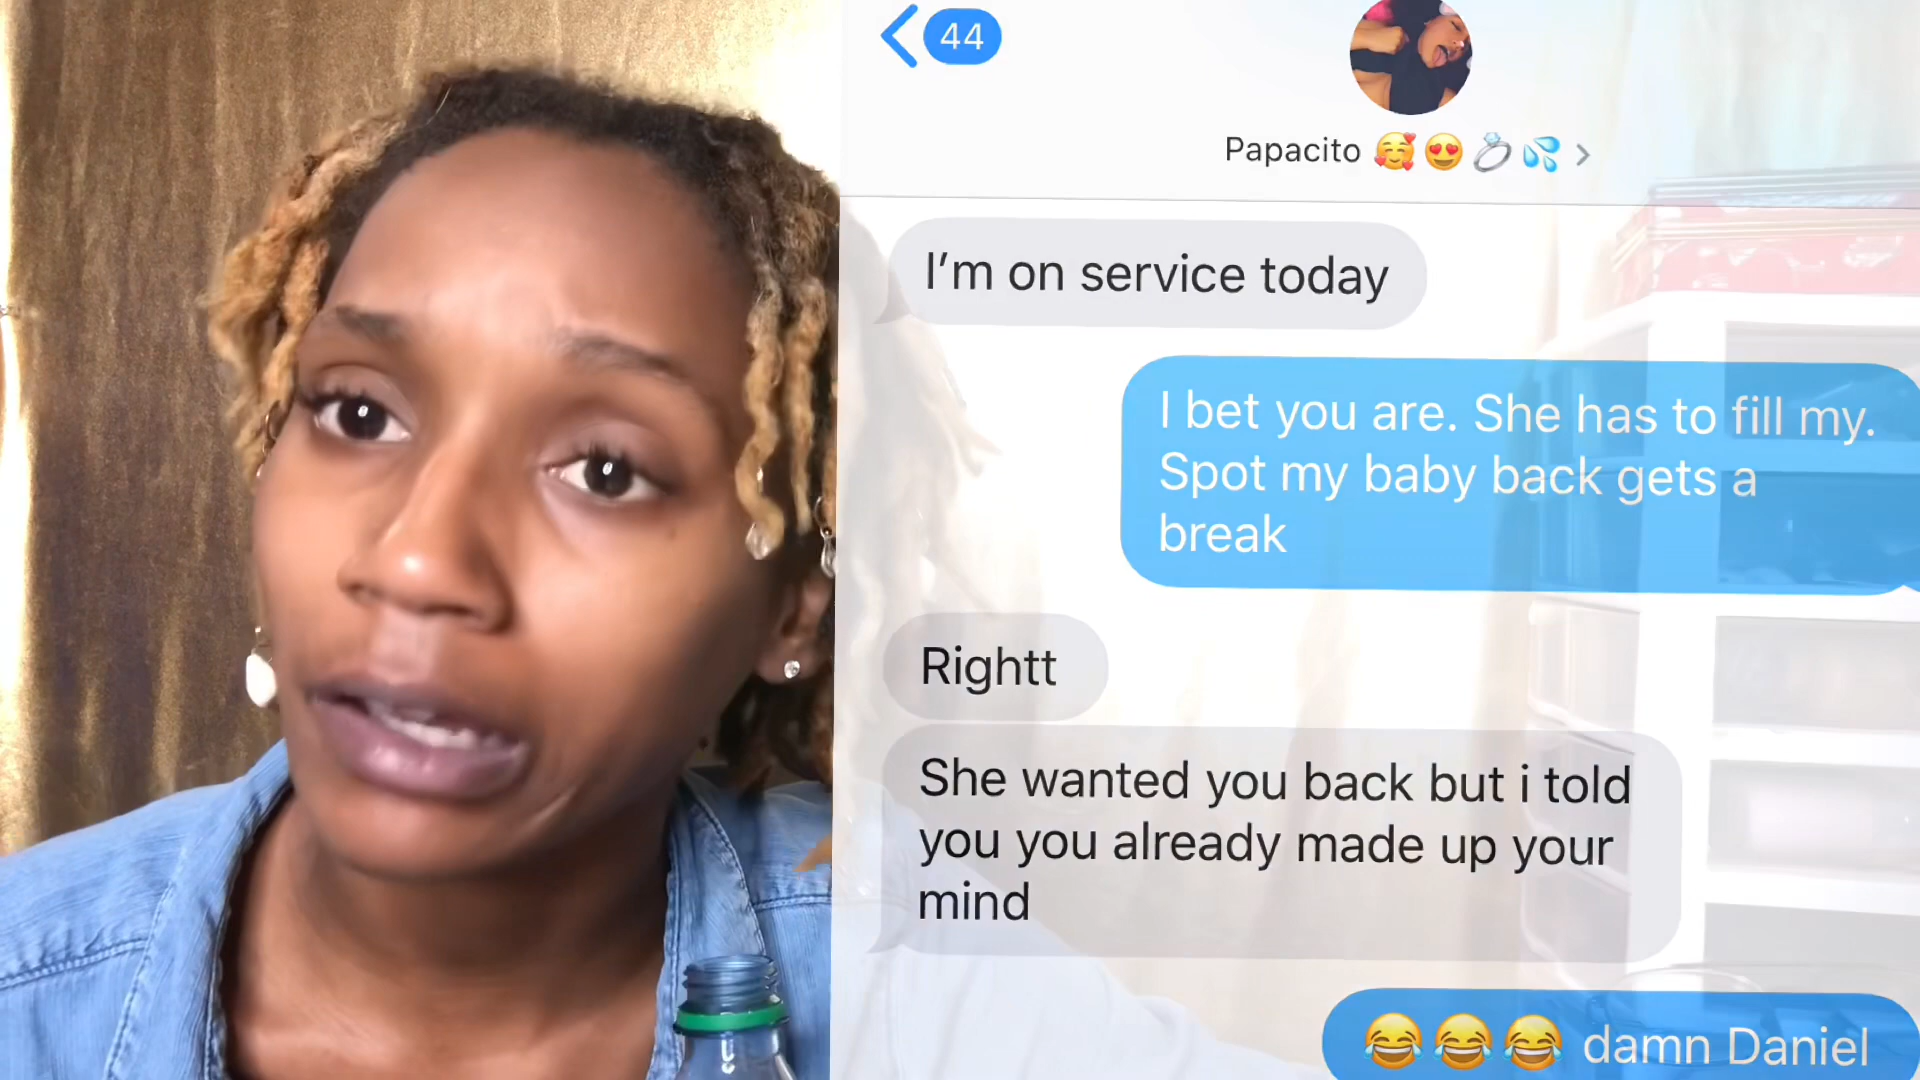 44
Papacito 🥰😍💍💦
I'm on service today
I bet you are. She has to fill my.
Spot my baby back gets a
break
Rightt
She wanted you back but i told
you you already made up your
mind
😂😂😂 damn Daniel